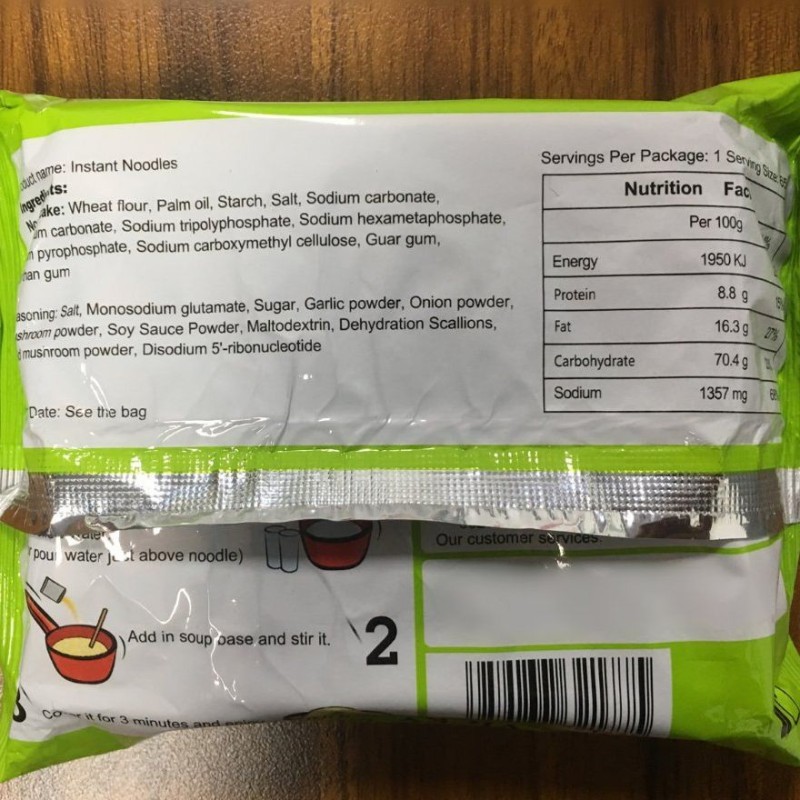 name: Instant Noodles
Wheat flour, Palm oil, Starch, Salt, Sodium carbonate,
carbonate, Sodium tripolyphosphate, Sodium hexametaphosphate,
pyrophosphate, Sodium carboxymethyl cellulose, Guar gum,
gum
Salt, Monosodium glutamate, Sugar, Garlic powder, Onion powder,
powder, Soy Sauce Powder, Maltodextrin, Dehydration Scallions,
mushroom powder, Disodium 5'-ribonucleotide
Date: See the bag
Servings Per Package: 1 Serving Size:
Nutrition
Per 100g
Energy 1950 KJ
Protein 8.8 g
Fat 16.3 g 27%
Carbohydrate 70.4 g
Sodium 1357 mg
water just above noodle)
Add in soup base and stir it.
2
Cover it for 3 minutes and
Our customer services: